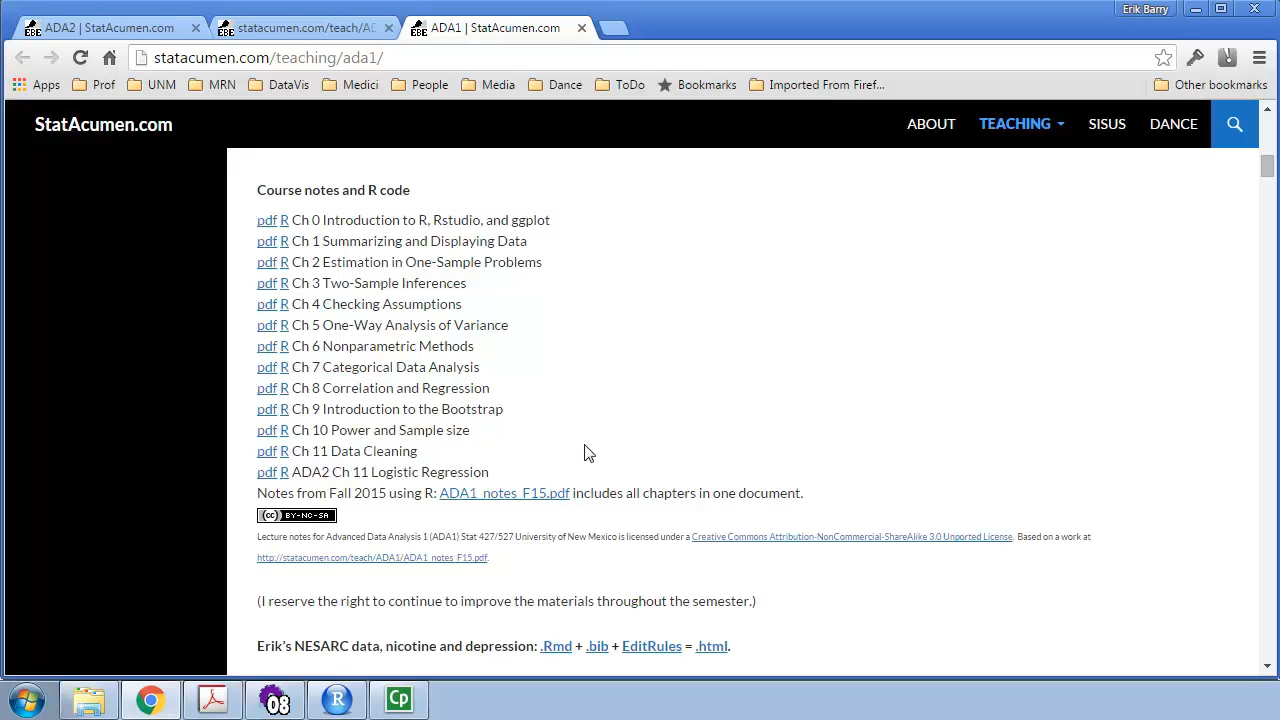 Erik Barry
ADA2 | StatAcumen.com
statacumen.com/teach/AD
ADA1 | StatAcumen.com
statacumen.com/teaching/ada1/
Apps Prof UNM MRN DataVis Medici People Media Dance ToDo Bookmarks Imported From Firef... Other bookmarks
StatAcumen.com ABOUT TEACHING SISUS DANCE
Course notes and R code
pdf R Ch 0 Introduction to R, Rstudio, and ggplot
pdf R Ch 1 Summarizing and Displaying Data
pdf R Ch 2 Estimation in One-Sample Problems
pdf R Ch 3 Two-Sample Inferences
pdf R Ch 4 Checking Assumptions
pdf R Ch 5 One-Way Analysis of Variance
pdf R Ch 6 Nonparametric Methods
pdf R Ch 7 Categorical Data Analysis
pdf R Ch 8 Correlation and Regression
pdf R Ch 9 Introduction to the Bootstrap
pdf R Ch 10 Power and Sample size
pdf R Ch 11 Data Cleaning
pdf R ADA2 Ch 11 Logistic Regression
Notes from Fall 2015 using R: ADA1_notes_F15.pdf includes all chapters in one document.
(cc) BY-NC-SA
Lecture notes for Advanced Data Analysis 1 (ADA1) Stat 427/527 University of New Mexico is licensed under a Creative Commons Attribution-NonCommercial-ShareAlike 3.0 Unported License. Based on a work at
http://statacumen.com/teach/ADA1/ADA1_notes_F15.pdf.
(I reserve the right to continue to improve the materials throughout the semester.)
Erik's NESARC data, nicotine and depression: .Rmd + .bib + EditRules = .html.
08 R Cp